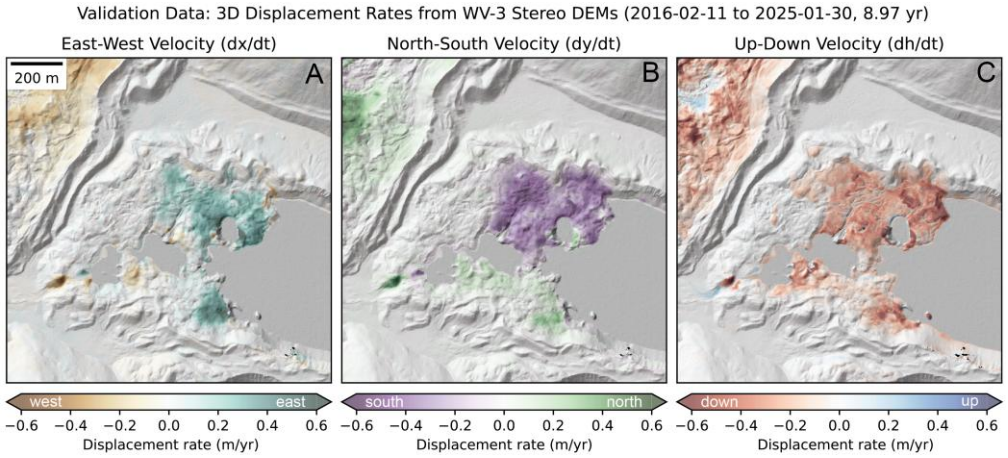 Validation Data: 3D Displacement Rates from WV-3 Stereo DEMs (2016-02-11 to 2025-01-30, 8.97 yr)
East-West Velocity (dx/dt)
North-South Velocity (dy/dt)
Up-Down Velocity (dh/dt)
200 m
A
B
C
west east
south north
down up
−0.6 −0.4 −0.2 0.0 0.2 0.4 0.6
−0.6 −0.4 −0.2 0.0 0.2 0.4 0.6
−0.6 −0.4 −0.2 0.0 0.2 0.4 0.6
Displacement rate (m/yr)
Displacement rate (m/yr)
Displacement rate (m/yr)